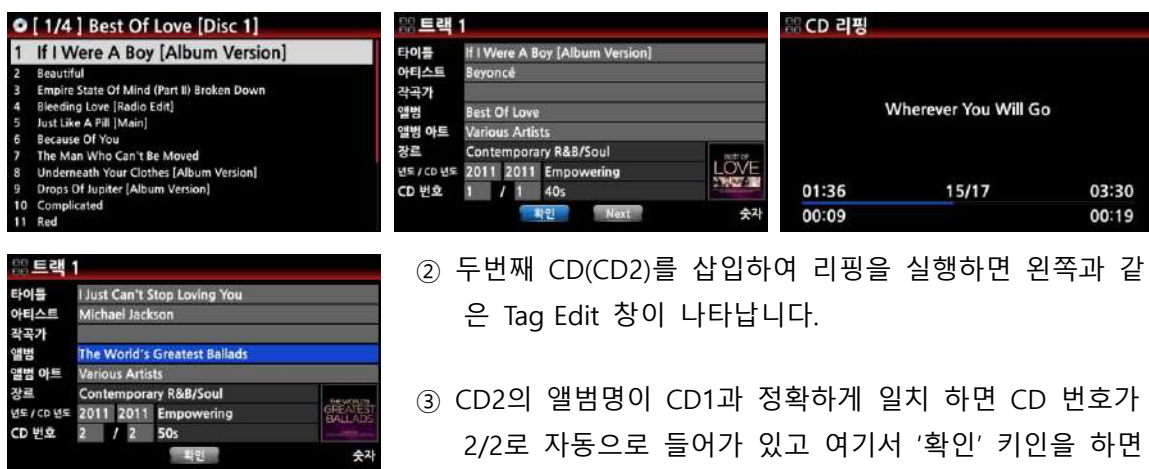 [ 1/4 ] Best Of Love [Disc 1]
1 If I Were A Boy [Album Version]
2 Beautiful
3 Empire State Of Mind (Part II) Broken Down
4 Bleeding Love [Radio Edit]
5 Just Like A Pill [Main]
6 Because Of You
7 The Man Who Can't Be Moved
8 Underneath Your Clothes [Album Version]
9 Drops Of Jupiter [Album Version]
10 Complicated
11 Red
트랙 1
타이틀 If I Were A Boy [Album Version]
아티스트 Beyoncé
작곡가
앨범 Best Of Love
앨범 아트 Various Artists
장르 Contemporary R&B/Soul
년도 / CD 년도 2011 2011 Empowering
CD 번호 1 / 1 40s
BEST OF
LOVE
확인 Next 숫자
CD 리핑
Wherever You Will Go
01:36 15/17 03:30
00:09 00:19
트랙 1
타이틀 I Just Can't Stop Loving You
아티스트 Michael Jackson
작곡가
앨범 The World's Greatest Ballads
앨범 아트 Various Artists
장르 Contemporary R&B/Soul
년도 / CD 년도 2011 2011 Empowering
CD 번호 2 / 2 50s
THE WORLD'S
GREATEST
BALLADS
확인 숫자
② 두번째 CD(CD2)를 삽입하여 리핑을 실행하면 왼쪽과 같
은 Tag Edit 창이 나타납니다.
③ CD2의 앨범명이 CD1과 정확하게 일치 하면 CD 번호가
2/2로 자동으로 들어가 있고 여기서 ‘확인’ 키인을 하면